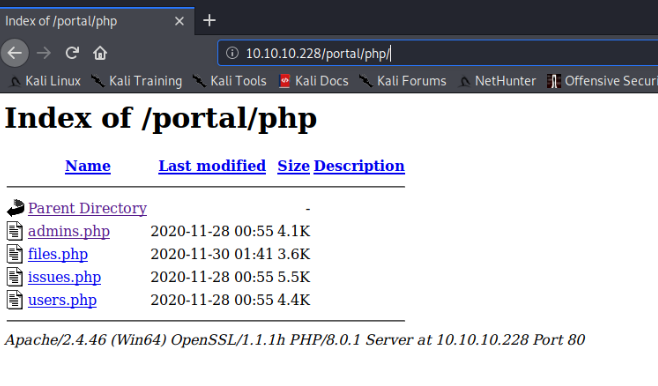 Index of /portal/php
10.10.10.228/portal/php/
Kali Linux Kali Training Kali Tools Kali Docs Kali Forums NetHunter Offensive Securi
Index of /portal/php
Name Last modified Size Description
Parent Directory -
admins.php 2020-11-28 00:55 4.1K
files.php 2020-11-30 01:41 3.6K
issues.php 2020-11-28 00:55 5.5K
users.php 2020-11-28 00:55 4.4K
Apache/2.4.46 (Win64) OpenSSL/1.1.1h PHP/8.0.1 Server at 10.10.10.228 Port 80